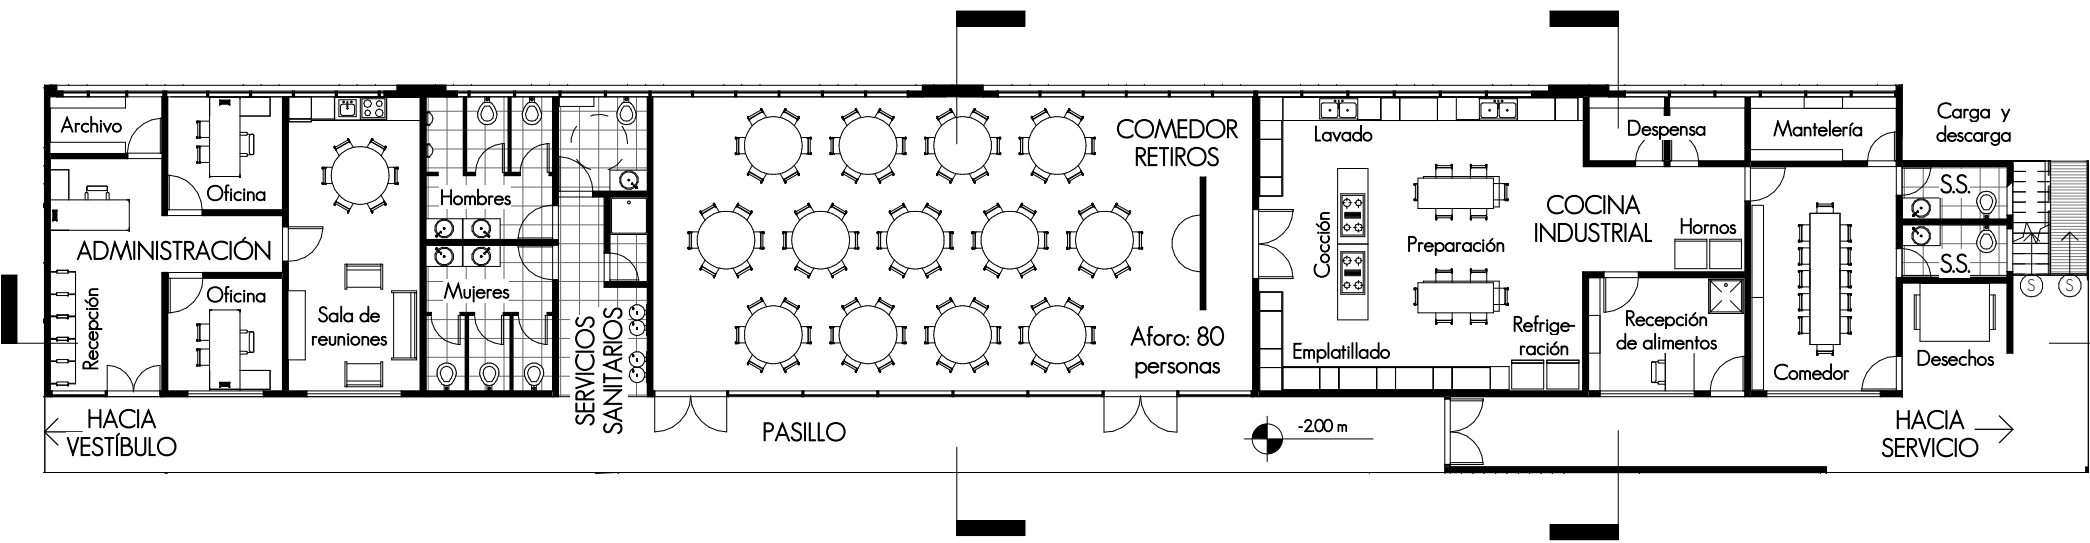 Archivo
Oficina
ADMINISTRACIÓN
Recepción
Oficina
HACIA
VESTÍBULO
Sala de
reuniones
Hombres
Mujeres
SERVICIOS
SANITARIOS
COMEDOR
RETIROS
Aforo: 80
personas
PASILLO
-2.00 m
Lavado
Cocción
Preparación
Emplatillado
Refrige-
ración
COCINA
INDUSTRIAL
Hornos
Despensa
Mantelería
Recepción
de alimentos
Comedor
Carga y
descarga
S.S.
S.S.
S
S
Desechos
HACIA
SERVICIO